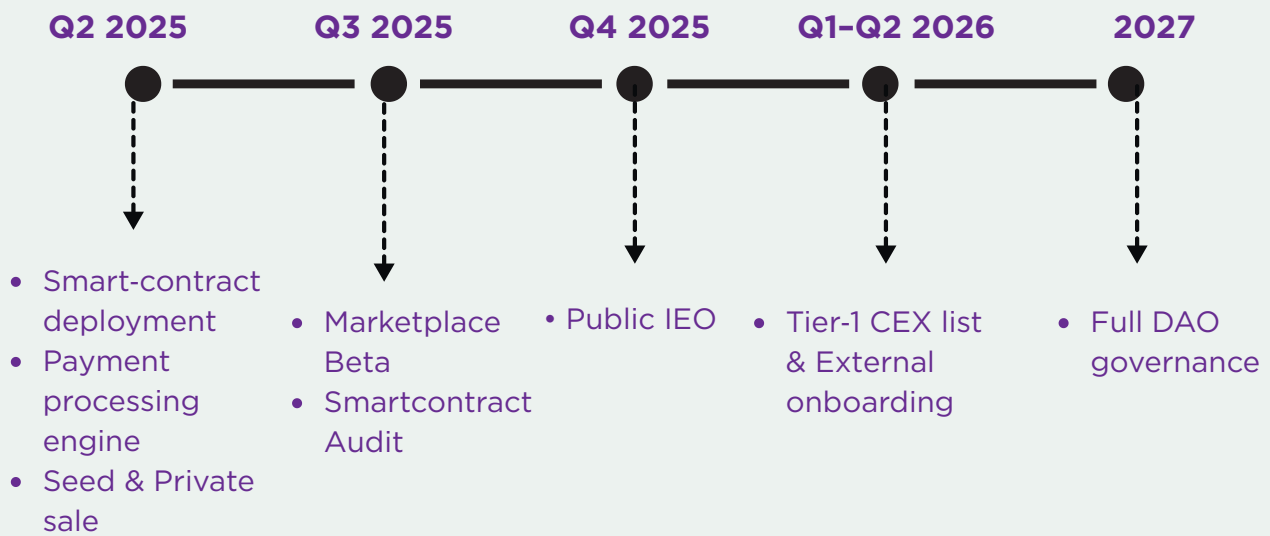 Q2 2025
Q3 2025
Q4 2025
Q1–Q2 2026
2027
• Smart-contract
deployment
• Payment
processing
engine
• Seed & Private
sale
• Marketplace
Beta
• Smartcontract
Audit
• Public IEO
• Tier-1 CEX list
& External
onboarding
• Full DAO
governance